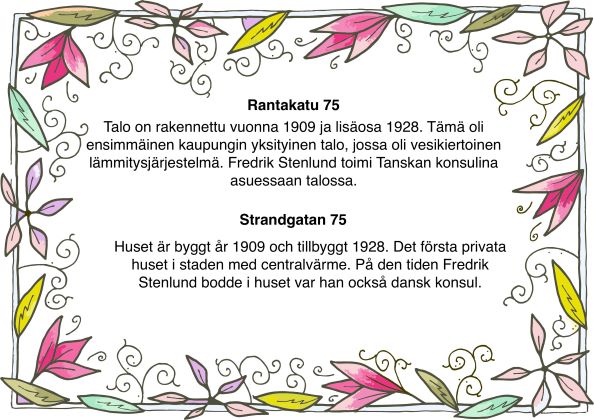 Rantakatu 75
Talo on rakennettu vuonna 1909 ja lisäosa 1928. Tämä oli
ensimmäinen kaupungin yksityinen talo, jossa oli vesikiertoinen
lämmitysjärjestelmä. Fredrik Stenlund toimi Tanskan konsulina
asuessaan talossa.
Strandgatan 75
Huset är byggt år 1909 och tillbyggt 1928. Det första privata
huset i staden med centralvärme. På den tiden Fredrik
Stenlund bodde i huset var han också dansk konsul.